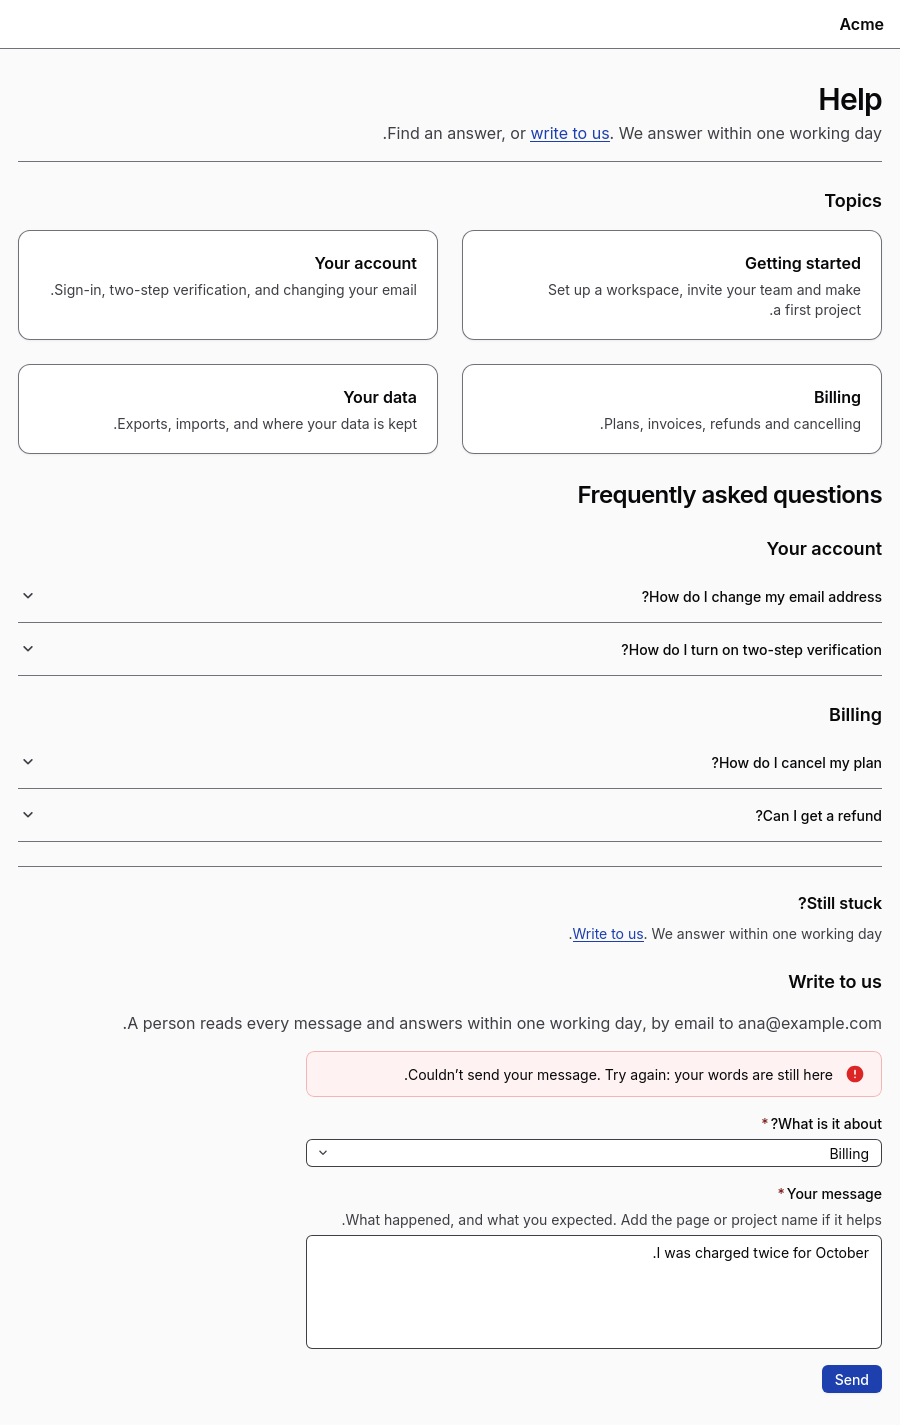 Acme
Help
.Find an answer, or write to us. We answer within one working day
Topics
Getting started
Set up a workspace, invite your team and make
.a first project
Your account
.Sign-in, two-step verification, and changing your email
Billing
.Plans, invoices, refunds and cancelling
Your data
.Exports, imports, and where your data is kept
Frequently asked questions
Your account
?How do I change my email address
?How do I turn on two-step verification
Billing
?How do I cancel my plan
?Can I get a refund
?Still stuck
.Write to us. We answer within one working day
Write to us
.A person reads every message and answers within one working day, by email to ana@example.com
.Couldn’t send your message. Try again: your words are still here
* ?What is it about
Billing
* Your message
.What happened, and what you expected. Add the page or project name if it helps
.I was charged twice for October
Send